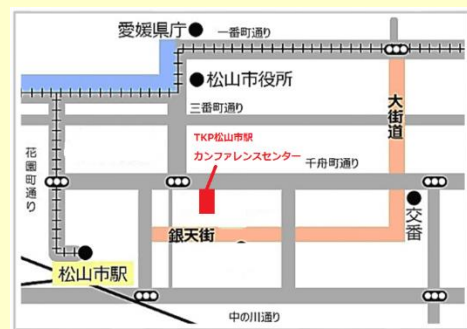 愛媛県庁
一番町通り
松山市役所
三番町通り
大街道
TKP松山市駅
カンファレンスセンター
千舟町通り
花園町通り
銀天街
交番
松山市駅
中の川通り